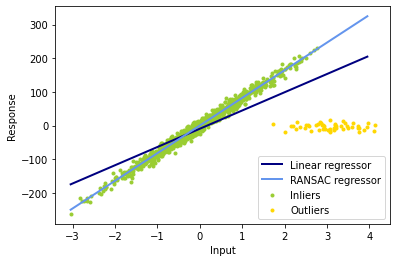 300
200
100
0
−100
−200
Response
−3
−2
−1
0
1
2
3
4
Input
Linear regressor
RANSAC regressor
Inliers
Outliers